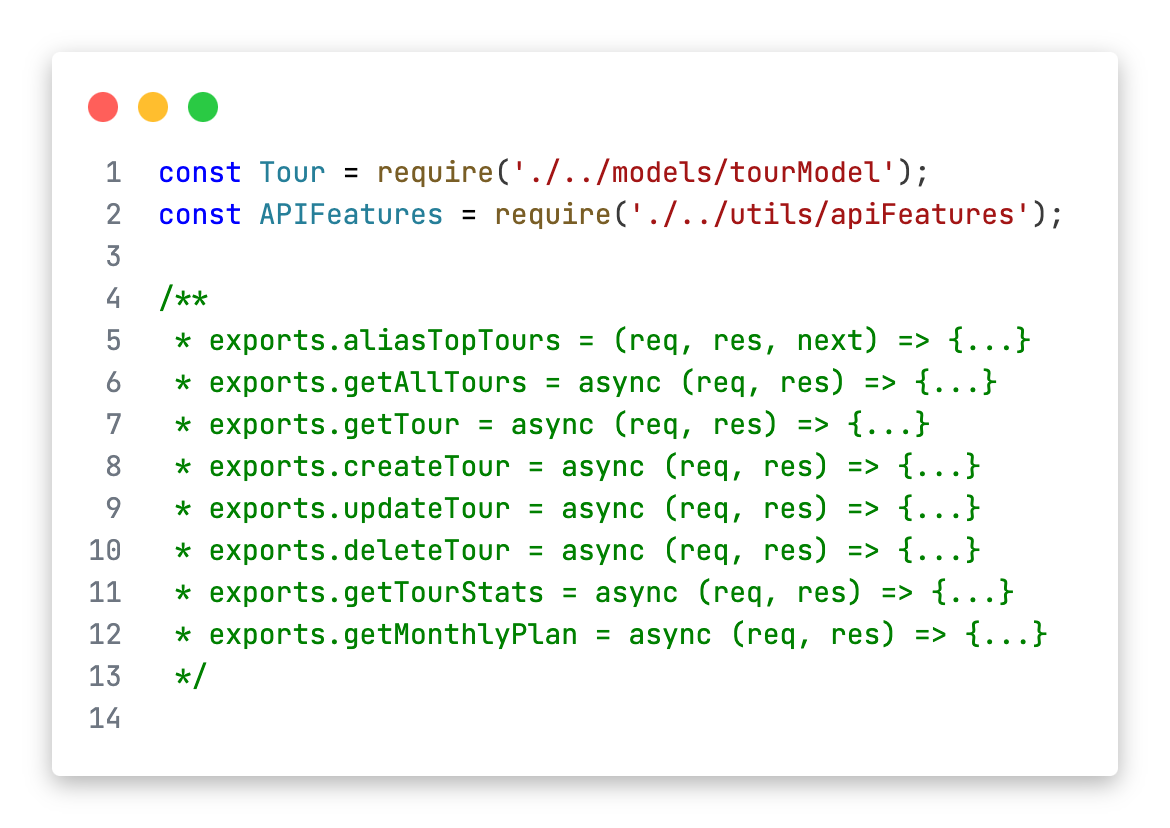 1 const Tour = require('./../models/tourModel');
2 const APIFeatures = require('./../utils/apiFeatures');
3
4 /**
5  * exports.aliasTopTours = (req, res, next) => {...}
6  * exports.getAllTours = async (req, res) => {...}
7  * exports.getTour = async (req, res) => {...}
8  * exports.createTour = async (req, res) => {...}
9  * exports.updateTour = async (req, res) => {...}
10  * exports.deleteTour = async (req, res) => {...}
11  * exports.getTourStats = async (req, res) => {...}
12  * exports.getMonthlyPlan = async (req, res) => {...}
13  */
14